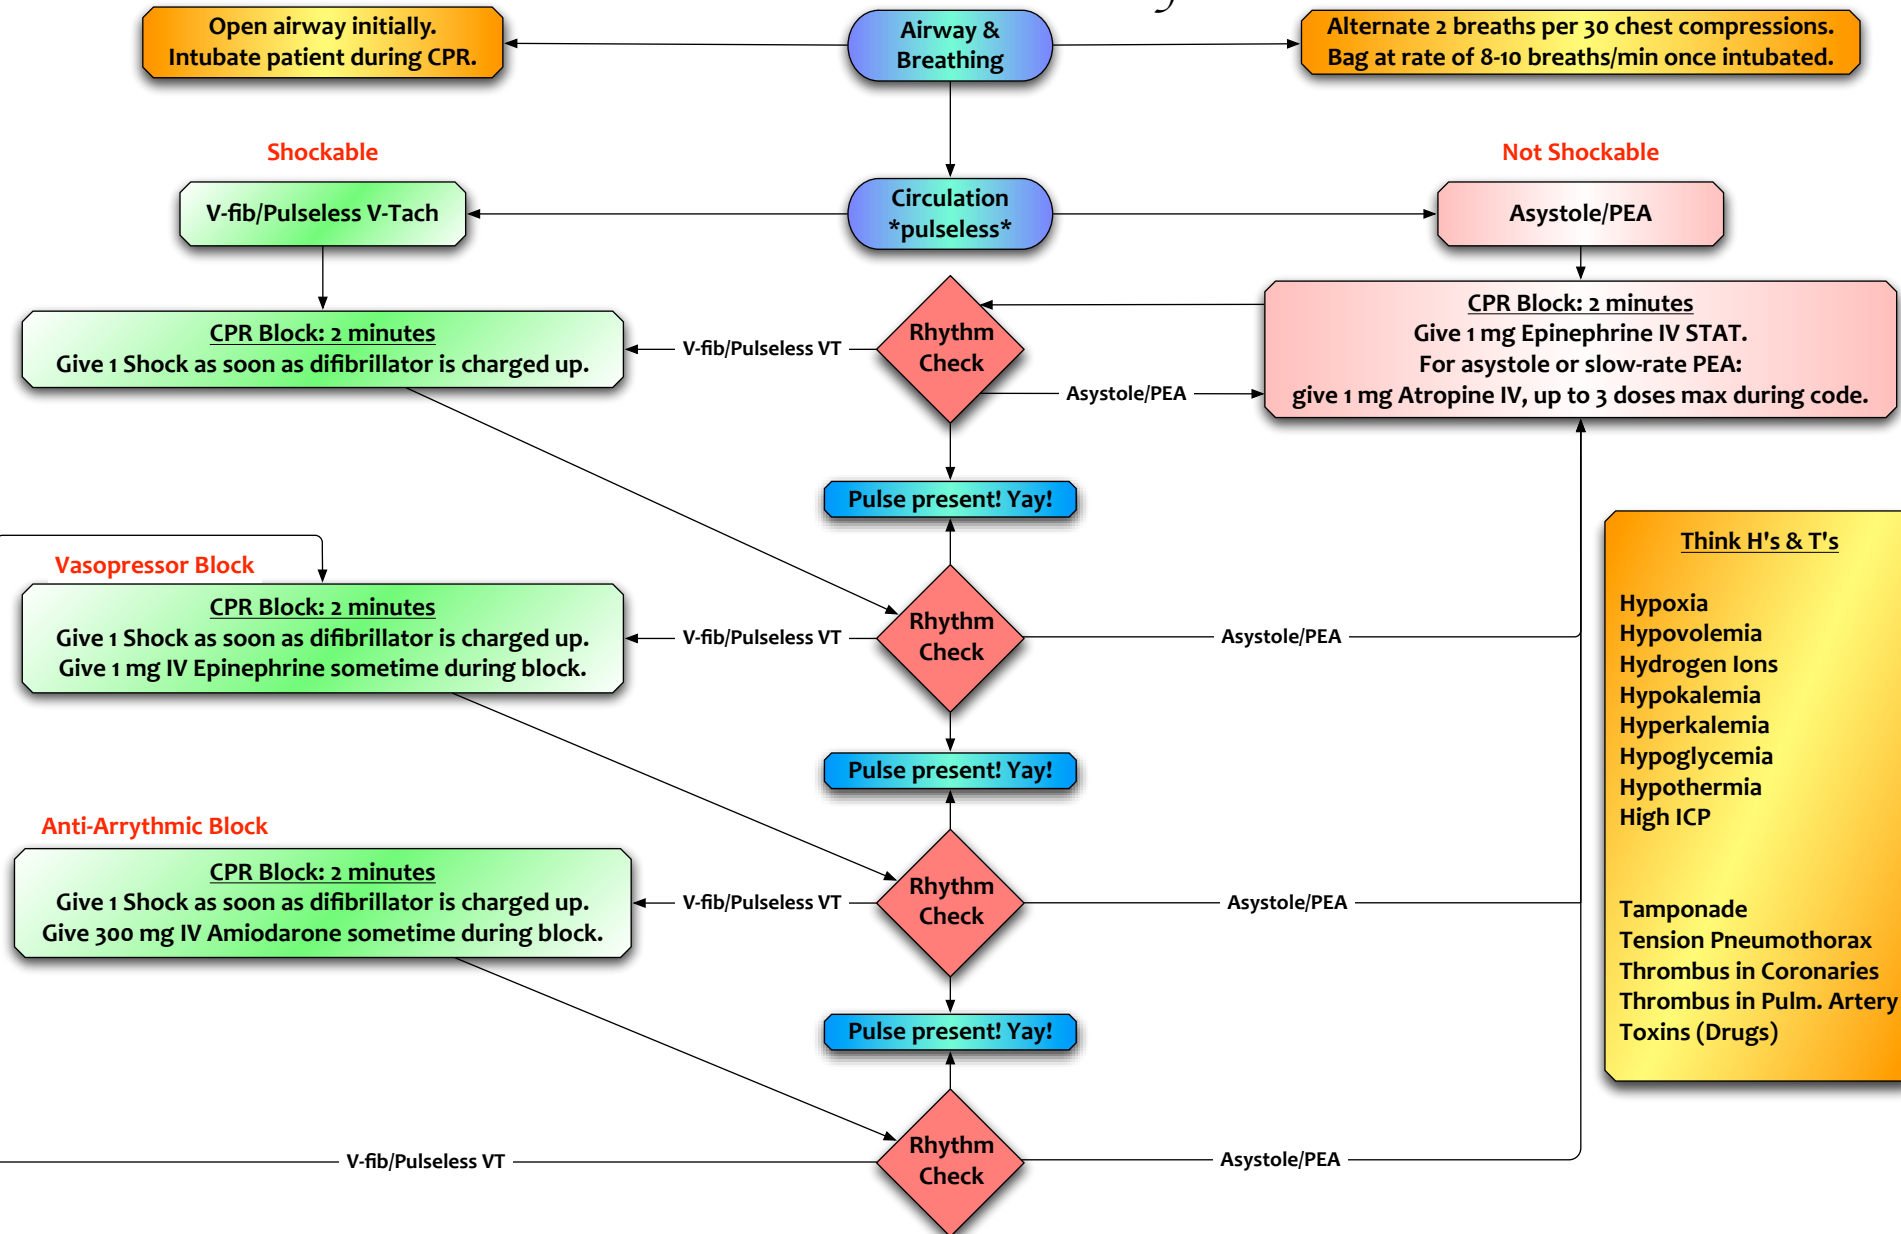 Open airway initially.
Intubate patient during CPR.
Airway &
Breathing
Alternate 2 breaths per 30 chest compressions.
Bag at rate of 8-10 breaths/min once intubated.
Shockable
Not Shockable
V-fib/Pulseless V-Tach
Circulation
*pulseless*
Asystole/PEA
CPR Block: 2 minutes
Give 1 Shock as soon as difibrillator is charged up.
V-fib/Pulseless VT
Rhythm
Check
Asystole/PEA
CPR Block: 2 minutes
Give 1 mg Epinephrine IV STAT.
For asystole or slow-rate PEA:
give 1 mg Atropine IV, up to 3 doses max during code.
Pulse present! Yay!
Vasopressor Block
CPR Block: 2 minutes
Give 1 Shock as soon as difibrillator is charged up.
Give 1 mg IV Epinephrine sometime during block.
V-fib/Pulseless VT
Rhythm
Check
Asystole/PEA
Pulse present! Yay!
Anti-Arrythmic Block
CPR Block: 2 minutes
Give 1 Shock as soon as difibrillator is charged up.
Give 300 mg IV Amiodarone sometime during block.
V-fib/Pulseless VT
Rhythm
Check
Asystole/PEA
Pulse present! Yay!
V-fib/Pulseless VT
Rhythm
Check
Asystole/PEA
Think H's & T's
Hypoxia
Hypovolemia
Hydrogen Ions
Hypokalemia
Hyperkalemia
Hypoglycemia
Hypothermia
High ICP
Tamponade
Tension Pneumothorax
Thrombus in Coronaries
Thrombus in Pulm. Artery
Toxins (Drugs)